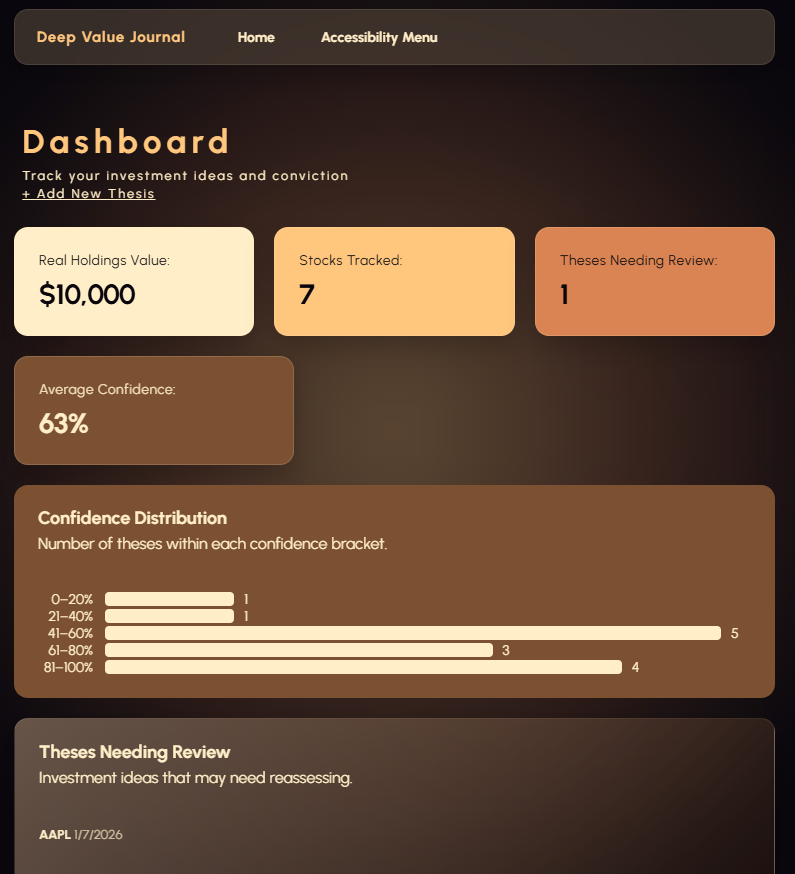 Deep Value Journal Home Accessibility Menu
Dashboard
Track your investment ideas and conviction
+ Add New Thesis
Real Holdings Value:
$10,000
Stocks Tracked:
7
Theses Needing Review:
1
Average Confidence:
63%
Confidence Distribution
Number of theses within each confidence bracket.
0–20% 1
21–40% 1
41–60% 5
61–80% 3
81–100% 4
Theses Needing Review
Investment ideas that may need reassessing.
AAPL 1/7/2026